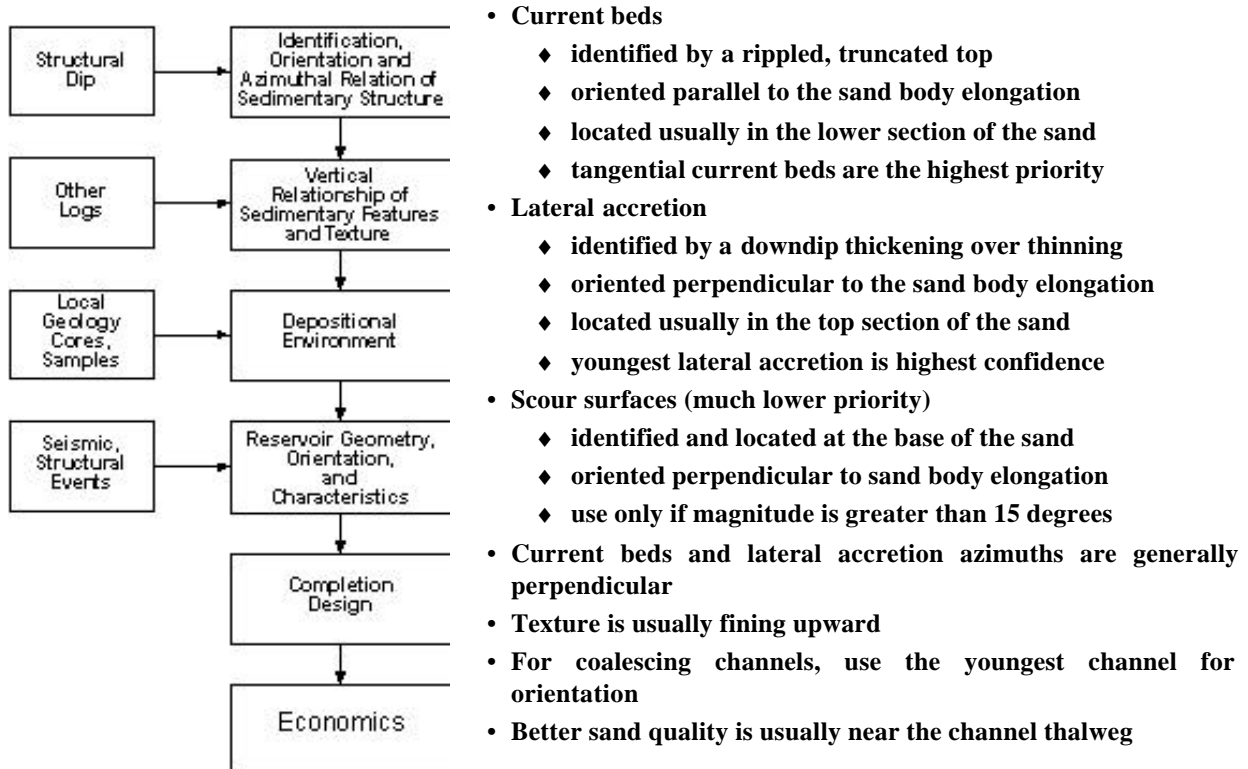 Structural
Dip
Identification,
Orientation and
Azimuthal Relation of
Sedimentary Structure
Other
Logs
Vertical
Relationship of
Sedimentary Features
and Texture
Local
Geology
Cores,
Samples
Depositional
Environment
Seismic,
Structural
Events
Reservoir Geometry,
Orientation,
and
Characteristics
Completion
Design
Economics
• Current beds
♦ identified by a rippled, truncated top
♦ oriented parallel to the sand body elongation
♦ located usually in the lower section of the sand
♦ tangential current beds are the highest priority
• Lateral accretion
♦ identified by a downdip thickening over thinning
♦ oriented perpendicular to the sand body elongation
♦ located usually in the top section of the sand
♦ youngest lateral accretion is highest confidence
• Scour surfaces (much lower priority)
♦ identified and located at the base of the sand
♦ oriented perpendicular to sand body elongation
♦ use only if magnitude is greater than 15 degrees
• Current beds and lateral accretion azimuths are generally
perpendicular
• Texture is usually fining upward
• For coalescing channels, use the youngest channel for
orientation
• Better sand quality is usually near the channel thalweg